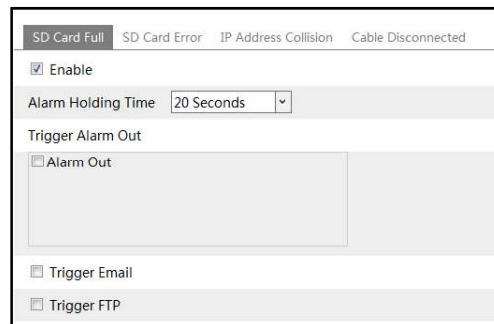 SD Card Full SD Card Error IP Address Collision Cable Disconnected
Enable
Alarm Holding Time 20 Seconds
Trigger Alarm Out
Alarm Out
Trigger Email
Trigger FTP